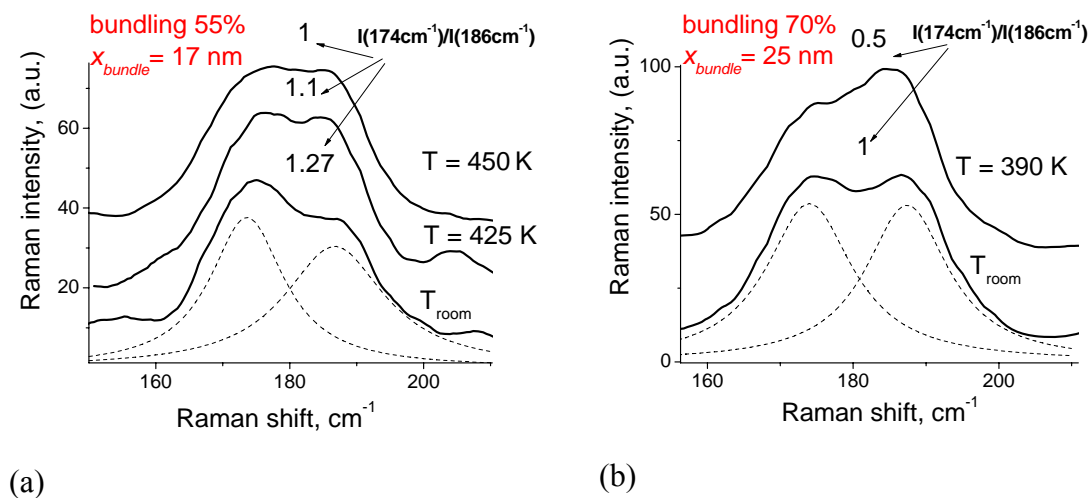 bundling 55%
x_bundle = 17 nm
1
I(174cm⁻¹)/I(186cm⁻¹)
1.1
1.27
T = 450 K
T = 425 K
T_room
60
40
20
Raman intensity, (a.u.)
160 180 200
Raman shift, cm⁻¹
(a)
bundling 70%
x_bundle = 25 nm
0.5
I(174cm⁻¹)/I(186cm⁻¹)
1
T = 390 K
T_room
100
50
0
Raman intensity, (a.u.)
160 180 200
Raman shift, cm⁻¹
(b)